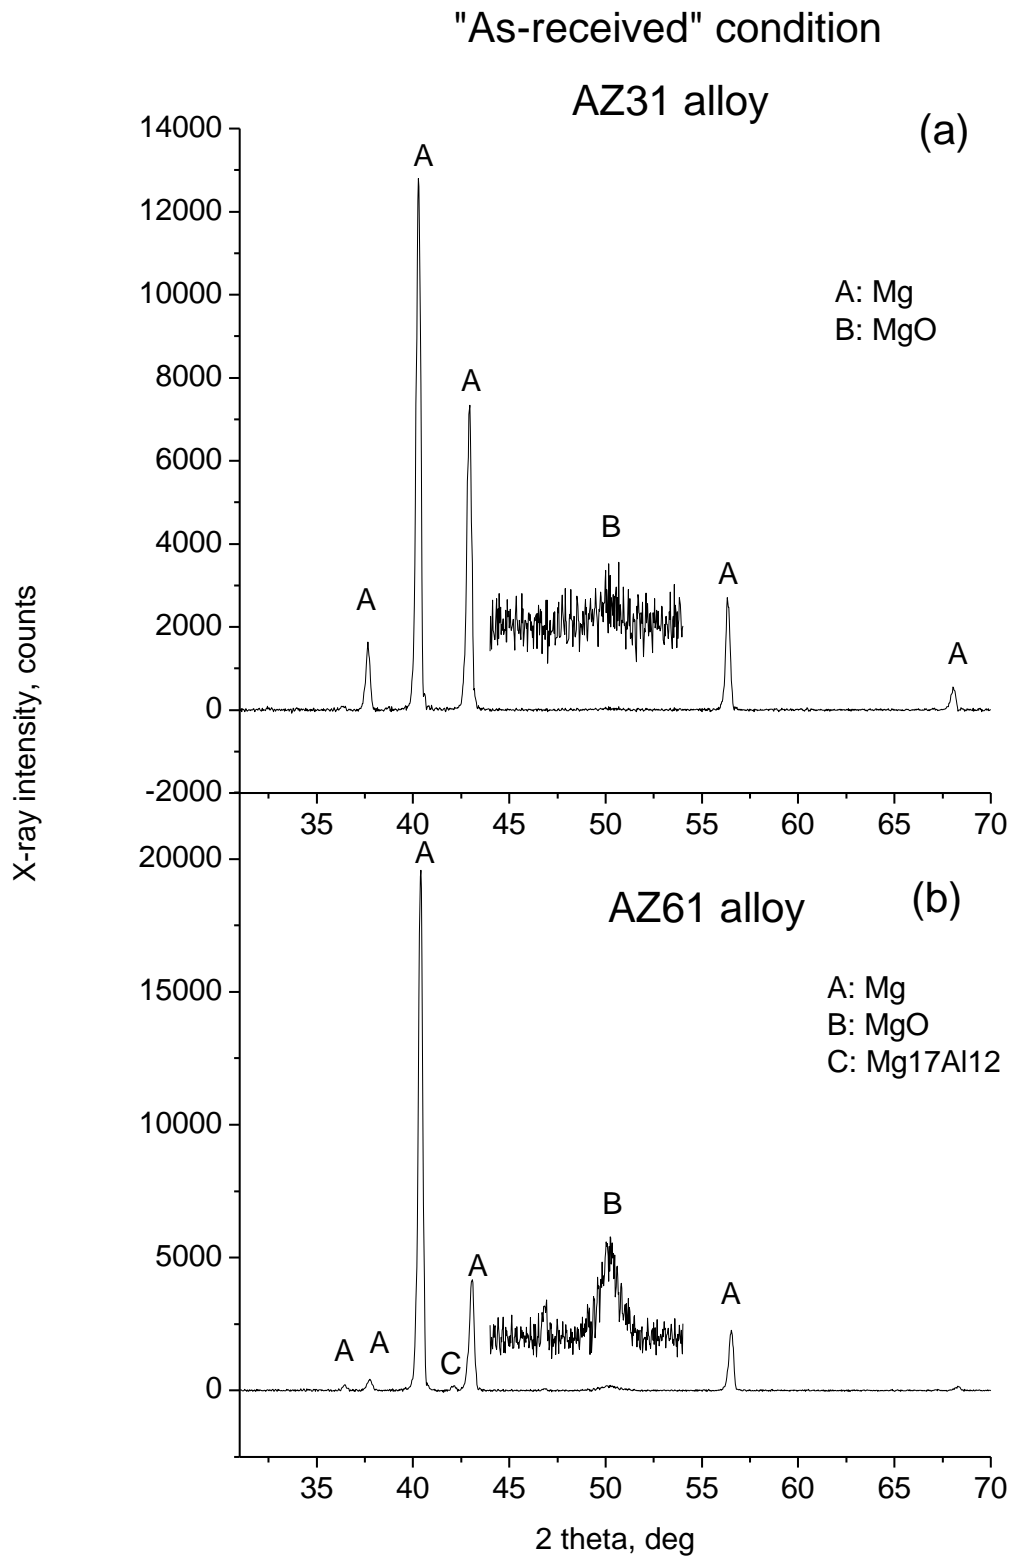 "As-received" condition
AZ31 alloy
(a)
14000
12000
10000
8000
6000
4000
2000
0
-2000
A
A
A
B
A
A
A: Mg
B: MgO
35 40 45 50 55 60 65 70
X-ray intensity, counts
AZ61 alloy
(b)
20000
15000
10000
5000
0
A
A
A
C
A
B
A
A: Mg
B: MgO
C: Mg17Al12
35 40 45 50 55 60 65 70
2 theta, deg